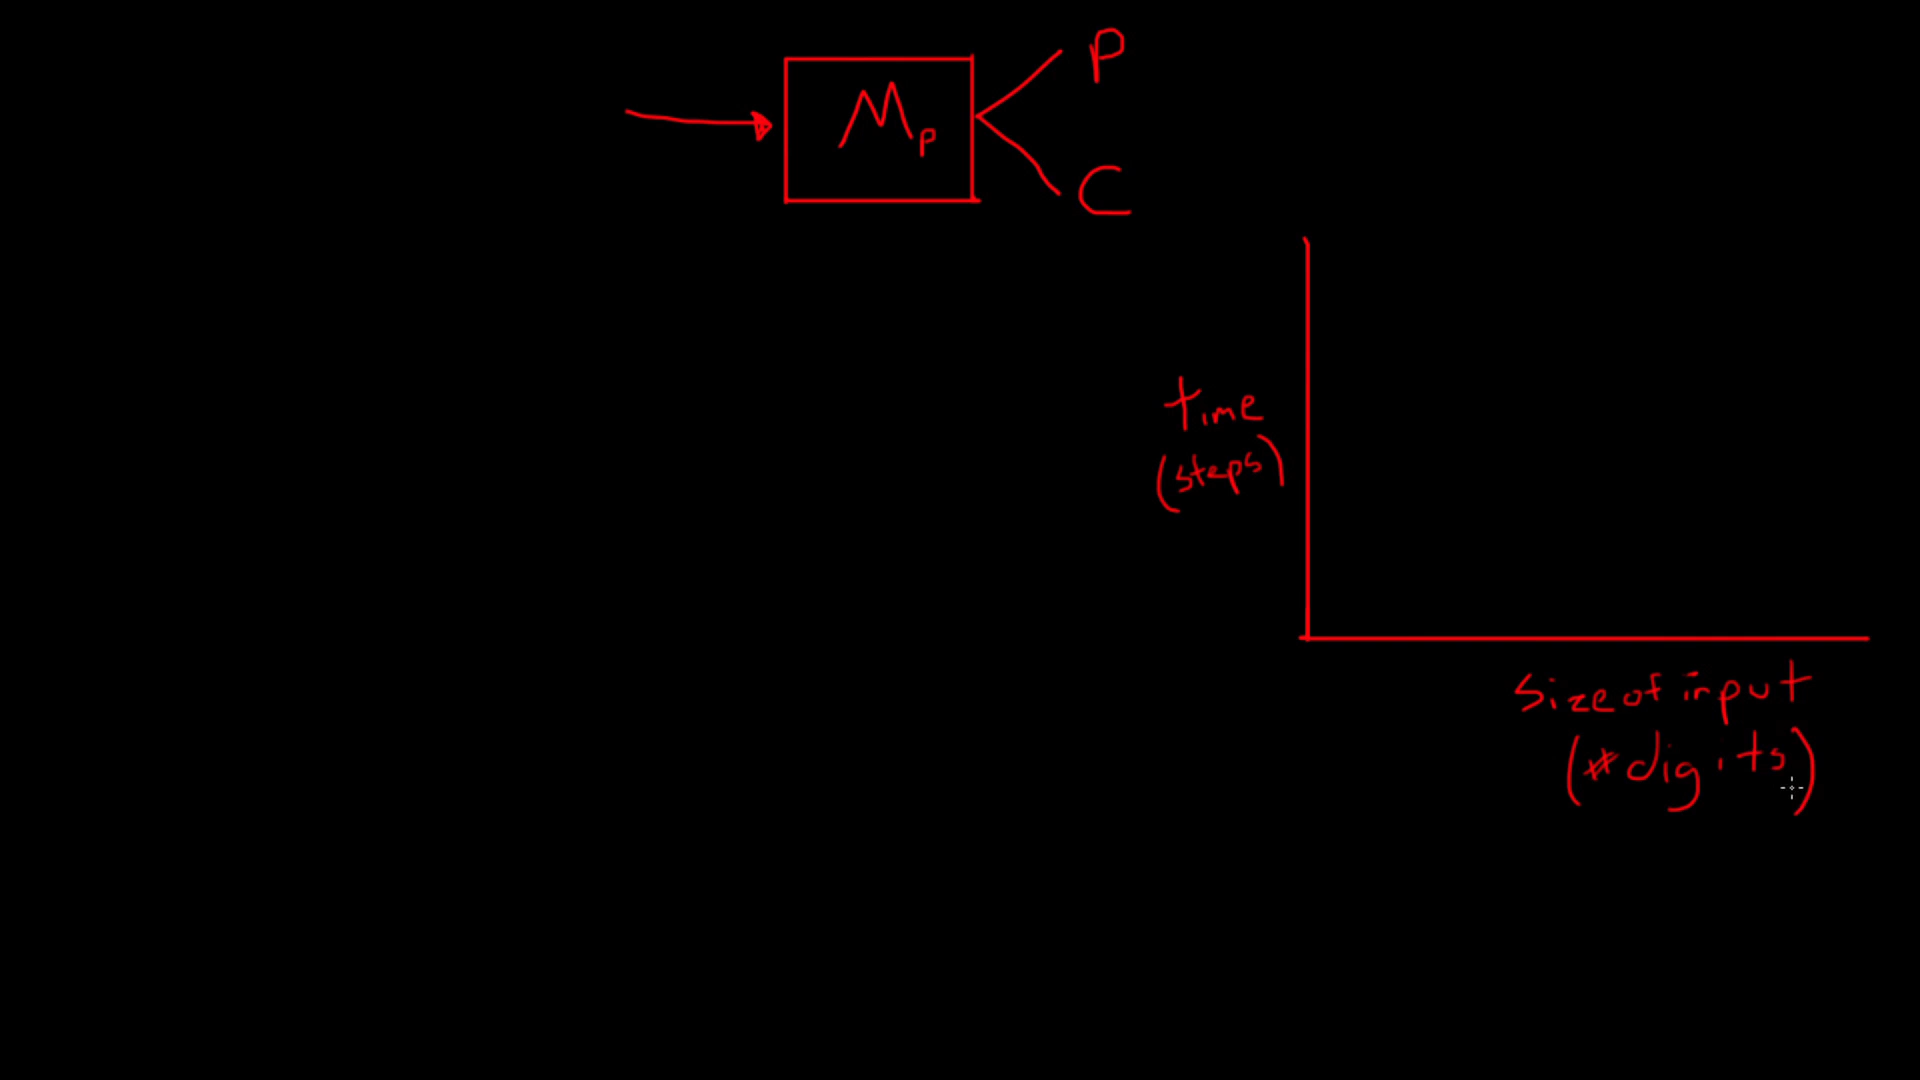 P
Mp
C
time
(steps)
size of input
(# digits)